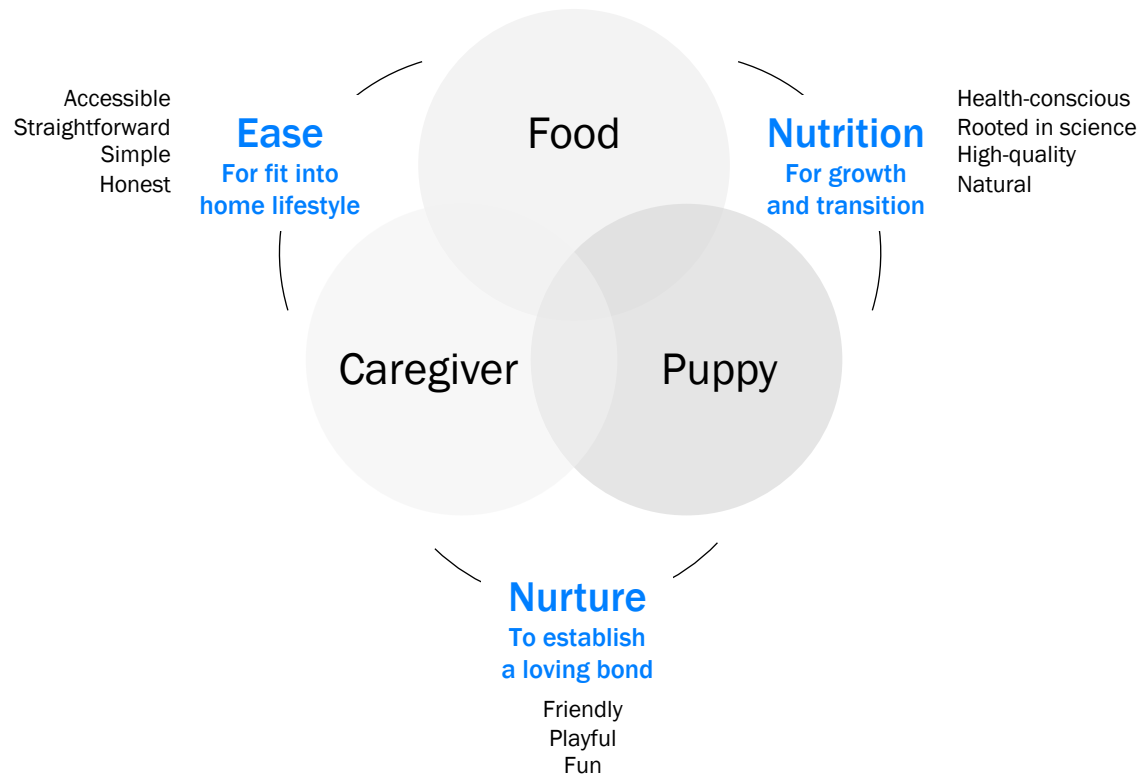 Accessible
Straightforward
Simple
Honest
Ease
For fit into
home lifestyle
Food
Nutrition
For growth
and transition
Health-conscious
Rooted in science
High-quality
Natural
Caregiver
Puppy
Nurture
To establish
a loving bond
Friendly
Playful
Fun